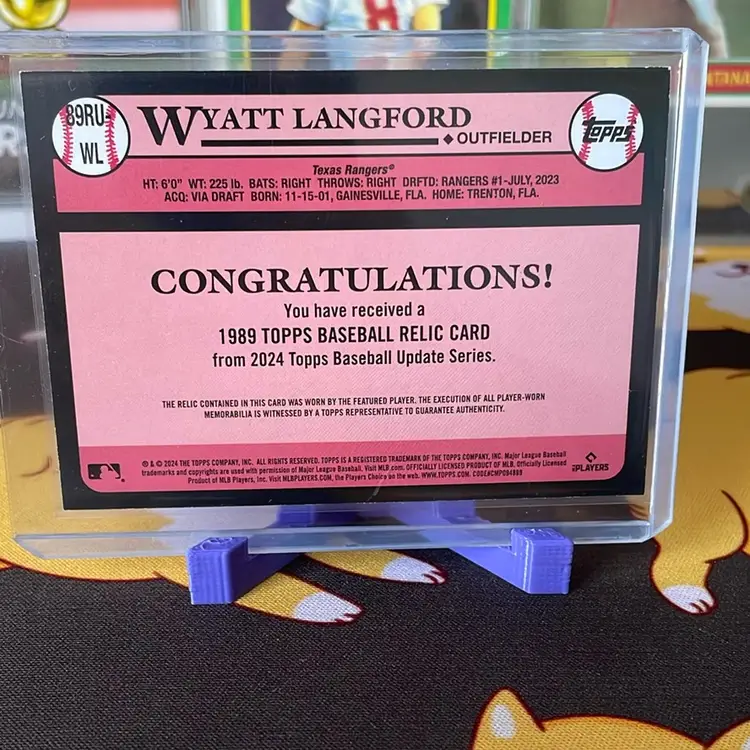 89RU-
WL
WYATT LANGFORD
◆OUTFIELDER
Topps
Texas Rangers®
HT: 6'0" WT: 225 lb. BATS: RIGHT THROWS: RIGHT DRFTD: RANGERS #1-JULY, 2023
ACQ: VIA DRAFT BORN: 11-15-01, GAINESVILLE, FLA. HOME: TRENTON, FLA.
CONGRATULATIONS!
You have received a
1989 TOPPS BASEBALL RELIC CARD
from 2024 Topps Baseball Update Series.
THE RELIC CONTAINED IN THIS CARD WAS WORN BY THE FEATURED PLAYER. THE EXECUTION OF ALL PLAYER-WORN
MEMORABILIA IS WITNESSED BY A TOPPS REPRESENTATIVE TO GUARANTEE AUTHENTICITY.
® & © 2024 THE TOPPS COMPANY, INC. ALL RIGHTS RESERVED. TOPPS IS A REGISTERED TRADEMARK OF THE TOPPS COMPANY, INC. Major League Baseball
trademarks and copyrights are used with permission of Major League Baseball. Visit MLB.com. OFFICIALLY LICENSED PRODUCT OF MLB. Officially Licensed
Product of MLB Players, Inc. Visit MLBPLAYERS.COM, the Players Choice on the web. WWW.TOPPS.COM. CODE#CMP094889
PLAYERS